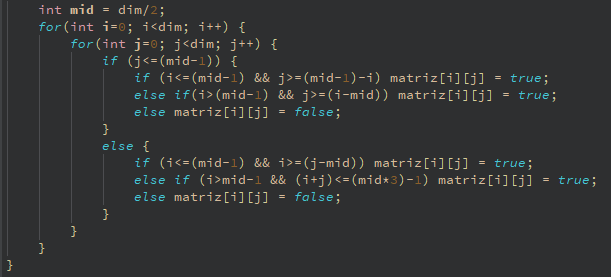 int mid = dim/2;
for(int i=0; i<dim; i++) {
for(int j=0; j<dim; j++) {
if (j<=(mid-1)) {
if (i<=(mid-1) && j>=(mid-1)-i) matriz[i][j] = true;
else if(i>(mid-1) && j>=(i-mid)) matriz[i][j] = true;
else matriz[i][j] = false;
}
else {
if (i<=(mid-1) && i>=(j-mid)) matriz[i][j] = true;
else if (i>mid-1 && (i+j)<=(mid*3)-1) matriz[i][j] = true;
else matriz[i][j] = false;
}
}
}
}